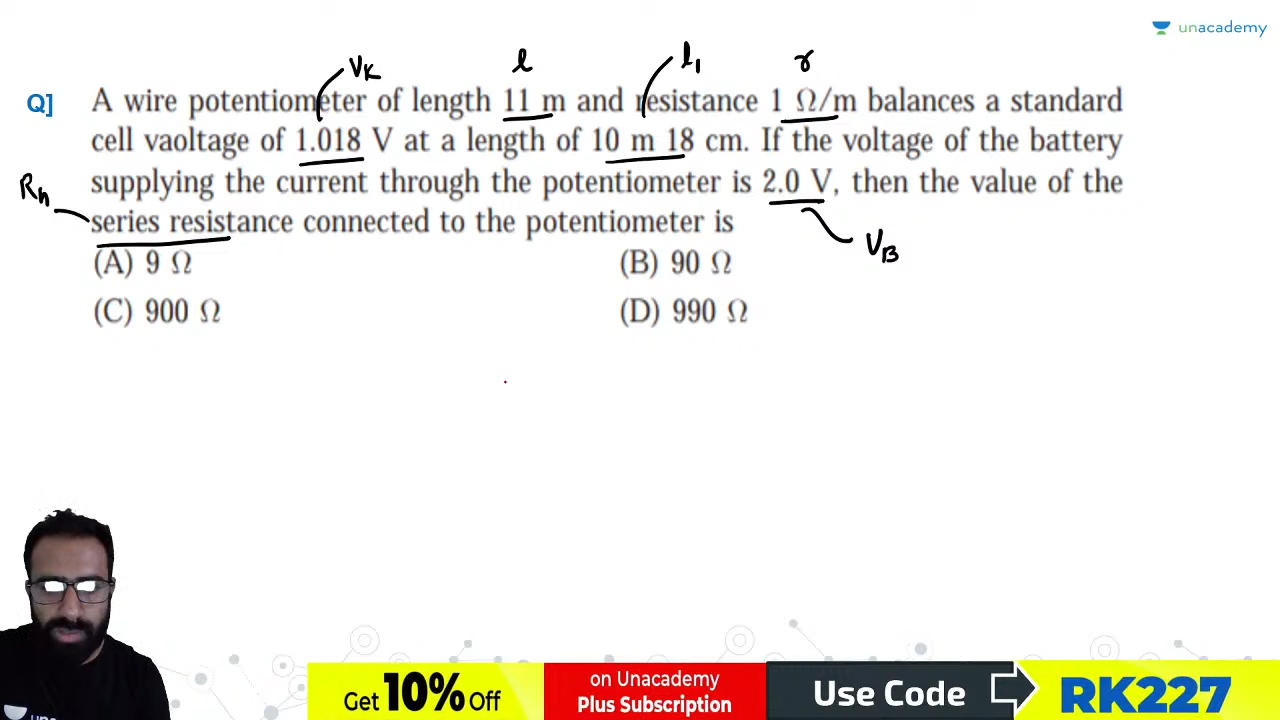 unacademy
VK
l
l1
r
Q] A wire potentiometer of length 11 m and resistance 1 Ω/m balances a standard
cell vaoltage of 1.018 V at a length of 10 m 18 cm. If the voltage of the battery
Rh
supplying the current through the potentiometer is 2.0 V, then the value of the
series resistance connected to the potentiometer is
VB
(A) 9 Ω
(B) 90 Ω
(C) 900 Ω
(D) 990 Ω
Get 10% Off
on Unacademy
Plus Subscription
Use Code
RK227